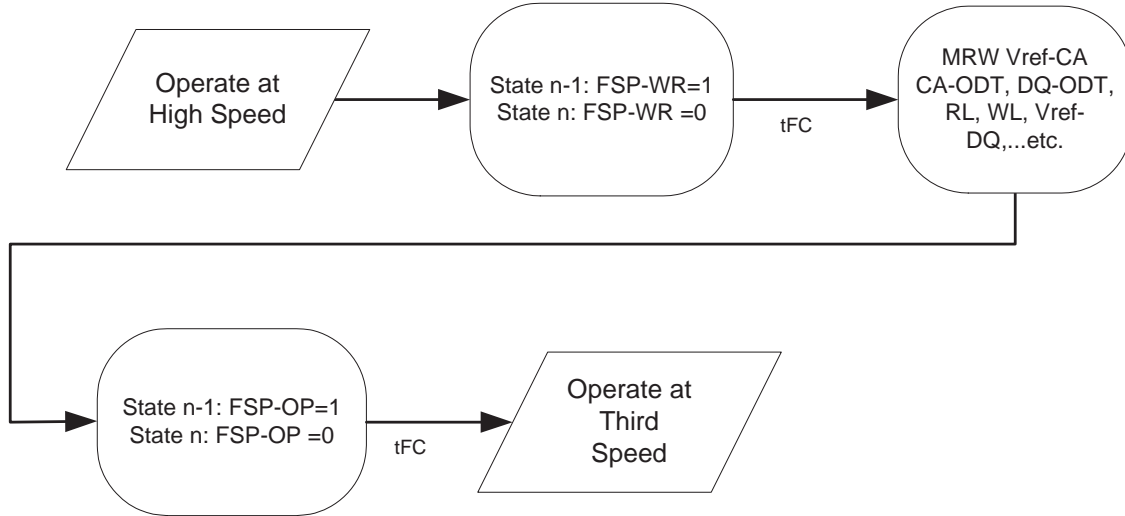 Operate at
High Speed
State n-1: FSP-WR=1
State n: FSP-WR =0
tFC
MRW Vref-CA
CA-ODT, DQ-ODT,
RL, WL, Vref-
DQ,...etc.
State n-1: FSP-OP=1
State n: FSP-OP =0
tFC
Operate at
Third
Speed